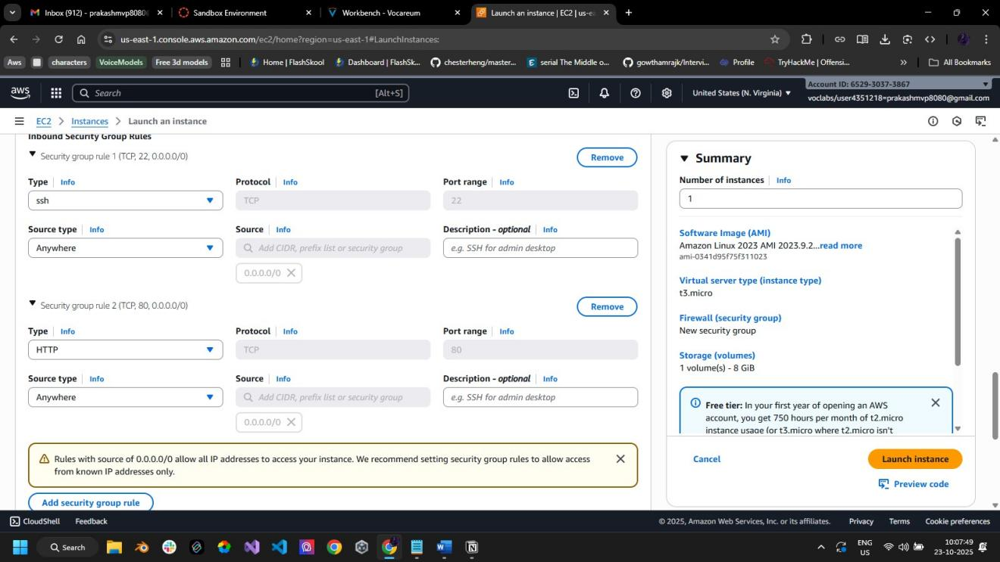 Inbox (912) - prakashmvp8080
Sandbox Environment
Workbench - Vocareum
Launch an instance | EC2 | us-ea
us-east-1.console.aws.amazon.com/ec2/home?region=us-east-1#LaunchInstances:
Aws
characters
VoiceModels
Free 3d models
Home | FlashSkool
Dashboard | FlashSk...
chesterheng/master...
serial The Middle o...
gowthamrajk/Intervi...
Profile
TryHackMe | Offensi...
All Bookmarks
aws
Search
[Alt+S]
United States (N. Virginia)
Account ID: 6529-3037-3867
voclabs/user4351218=prakashmvp8080@gmail.com
EC2
Instances
Launch an instance
Inbound Security Group Rules
Security group rule 1 (TCP, 22, 0.0.0.0/0)
Remove
Type Info
Protocol Info
Port range Info
ssh
TCP
22
Source type Info
Source Info
Description - optional Info
Anywhere
Add CIDR, prefix list or security group
e.g. SSH for admin desktop
0.0.0.0/0
Security group rule 2 (TCP, 80, 0.0.0.0/0)
Remove
Type Info
Protocol Info
Port range Info
HTTP
TCP
80
Source type Info
Source Info
Description - optional Info
Anywhere
Add CIDR, prefix list or security group
e.g. SSH for admin desktop
0.0.0.0/0
Rules with source of 0.0.0.0/0 allow all IP addresses to access your instance. We recommend setting security group rules to allow access
from known IP addresses only.
Add security group rule
Summary
Number of instances Info
1
Software Image (AMI)
Amazon Linux 2023 AMI 2023.9.2...read more
ami-0341d95f75f311023
Virtual server type (instance type)
t3.micro
Firewall (security group)
New security group
Storage (volumes)
1 volume(s) - 8 GiB
Free tier: In your first year of opening an AWS
account, you get 750 hours per month of t2.micro
instance usage (or t3.micro where t2.micro isn't
Cancel
Launch instance
Preview code
CloudShell
Feedback
© 2025, Amazon Web Services, Inc. or its affiliates.
Privacy
Terms
Cookie preferences
Search
ENG
US
10:07:49
23-10-2025